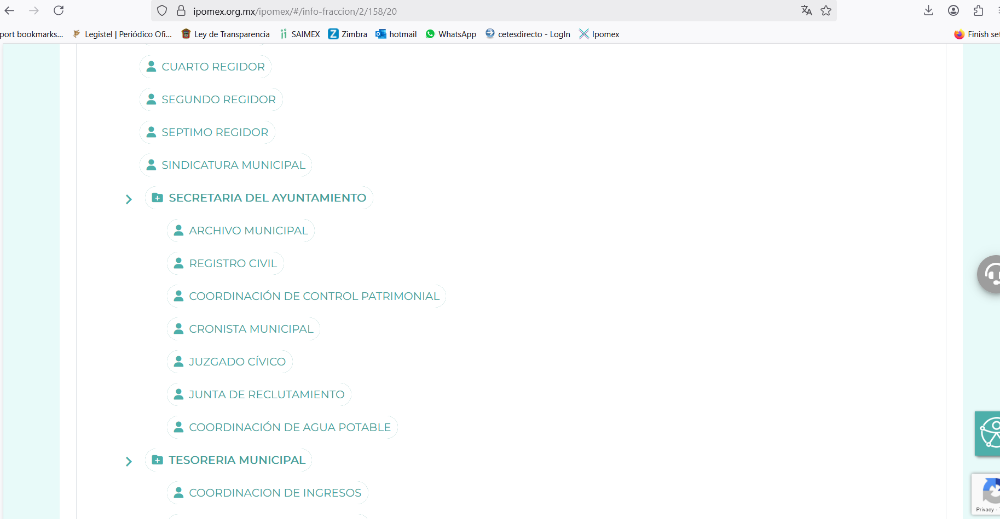 ipomex.org.mx/ipomex/#/info-fraccion/2/158/20
port bookmarks... Legistel | Periódico Ofi... Ley de Transparencia SAIMEX Zimbra hotmail WhatsApp cetesdirecto - LogIn Ipomex Finish set
CUARTO REGIDOR
SEGUNDO REGIDOR
SEPTIMO REGIDOR
SINDICATURA MUNICIPAL
SECRETARIA DEL AYUNTAMIENTO
ARCHIVO MUNICIPAL
REGISTRO CIVIL
COORDINACIÓN DE CONTROL PATRIMONIAL
CRONISTA MUNICIPAL
JUZGADO CÍVICO
JUNTA DE RECLUTAMIENTO
COORDINACIÓN DE AGUA POTABLE
TESORERIA MUNICIPAL
COORDINACION DE INGRESOS
Privacy -